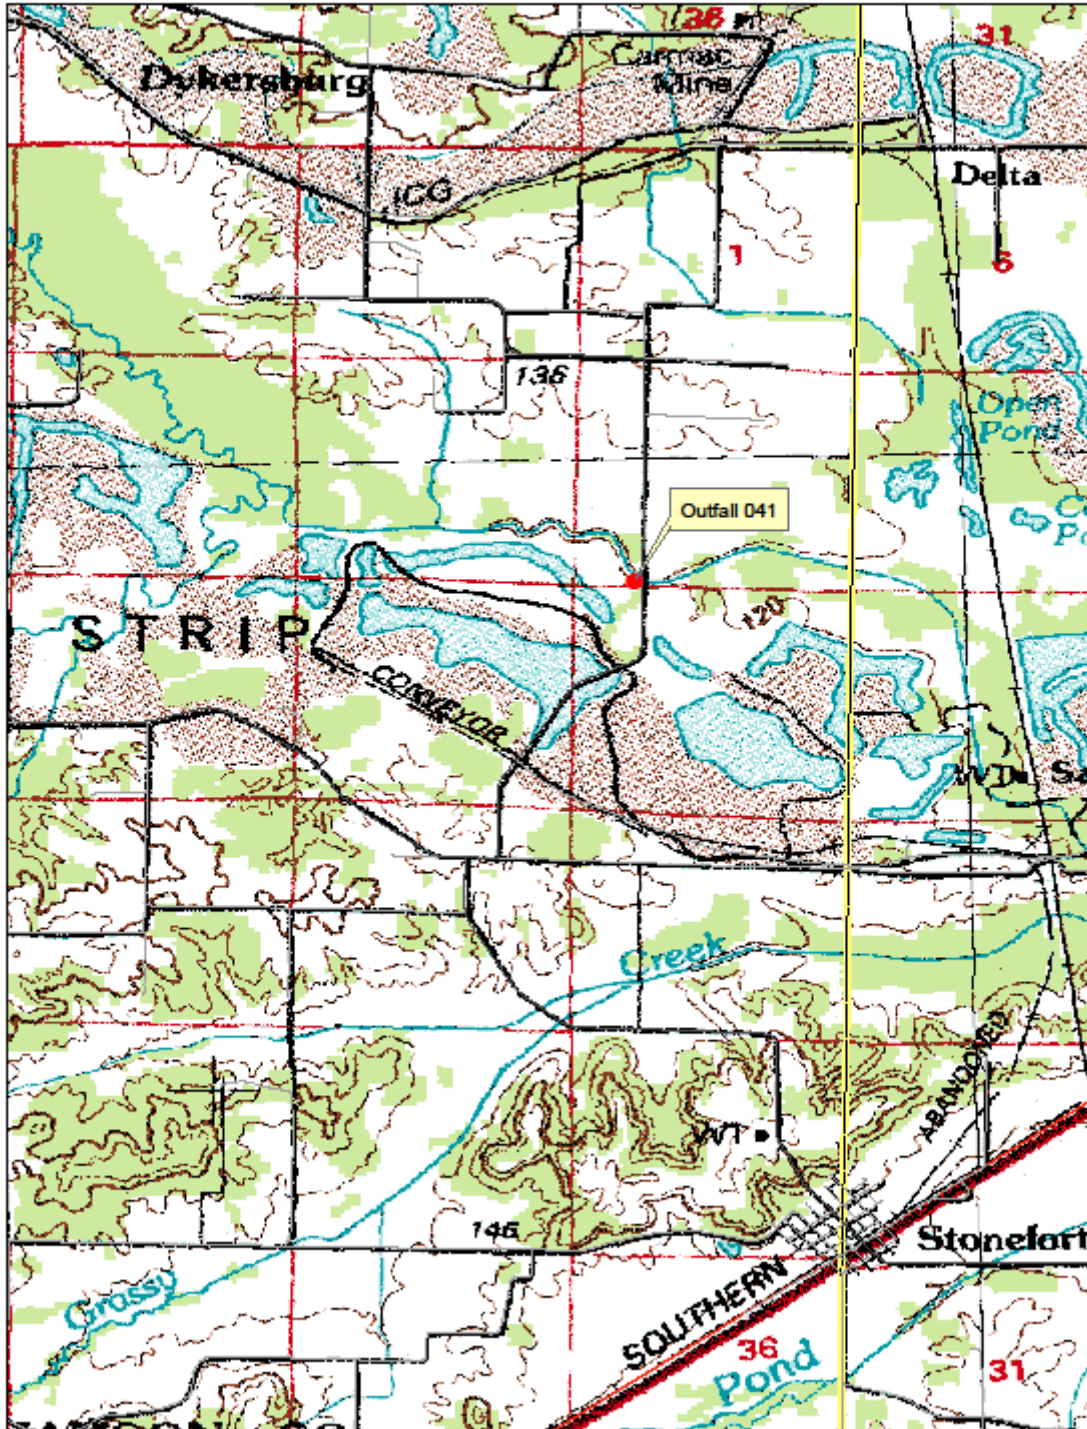 36
31
Carmac
Mine
Dykersburg
ICG
Delta
1
6
136
Open
Pond
Outfall 041
120
STRIP
CONVEYOR
WT
Creek
ABANDONED
WT
146
Stonefort
Grassy
SOUTHERN
36
Pond
31